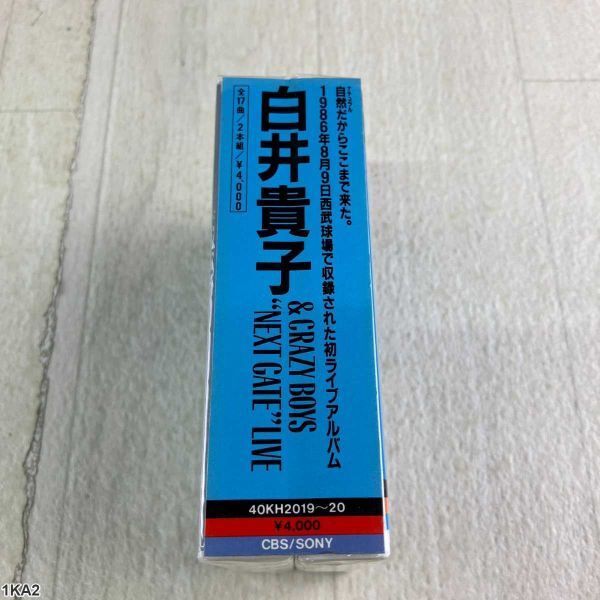 自然だからここまで来た。
ナチュラル
1986年8月9日西武球場で収録された初ライブアルバム
白井貴子
& CRAZY BOYS
“NEXT GATE”LIVE
全17曲/2本組/¥4,000
40KH2019～20
¥4,000
CBS/SONY
1KA2